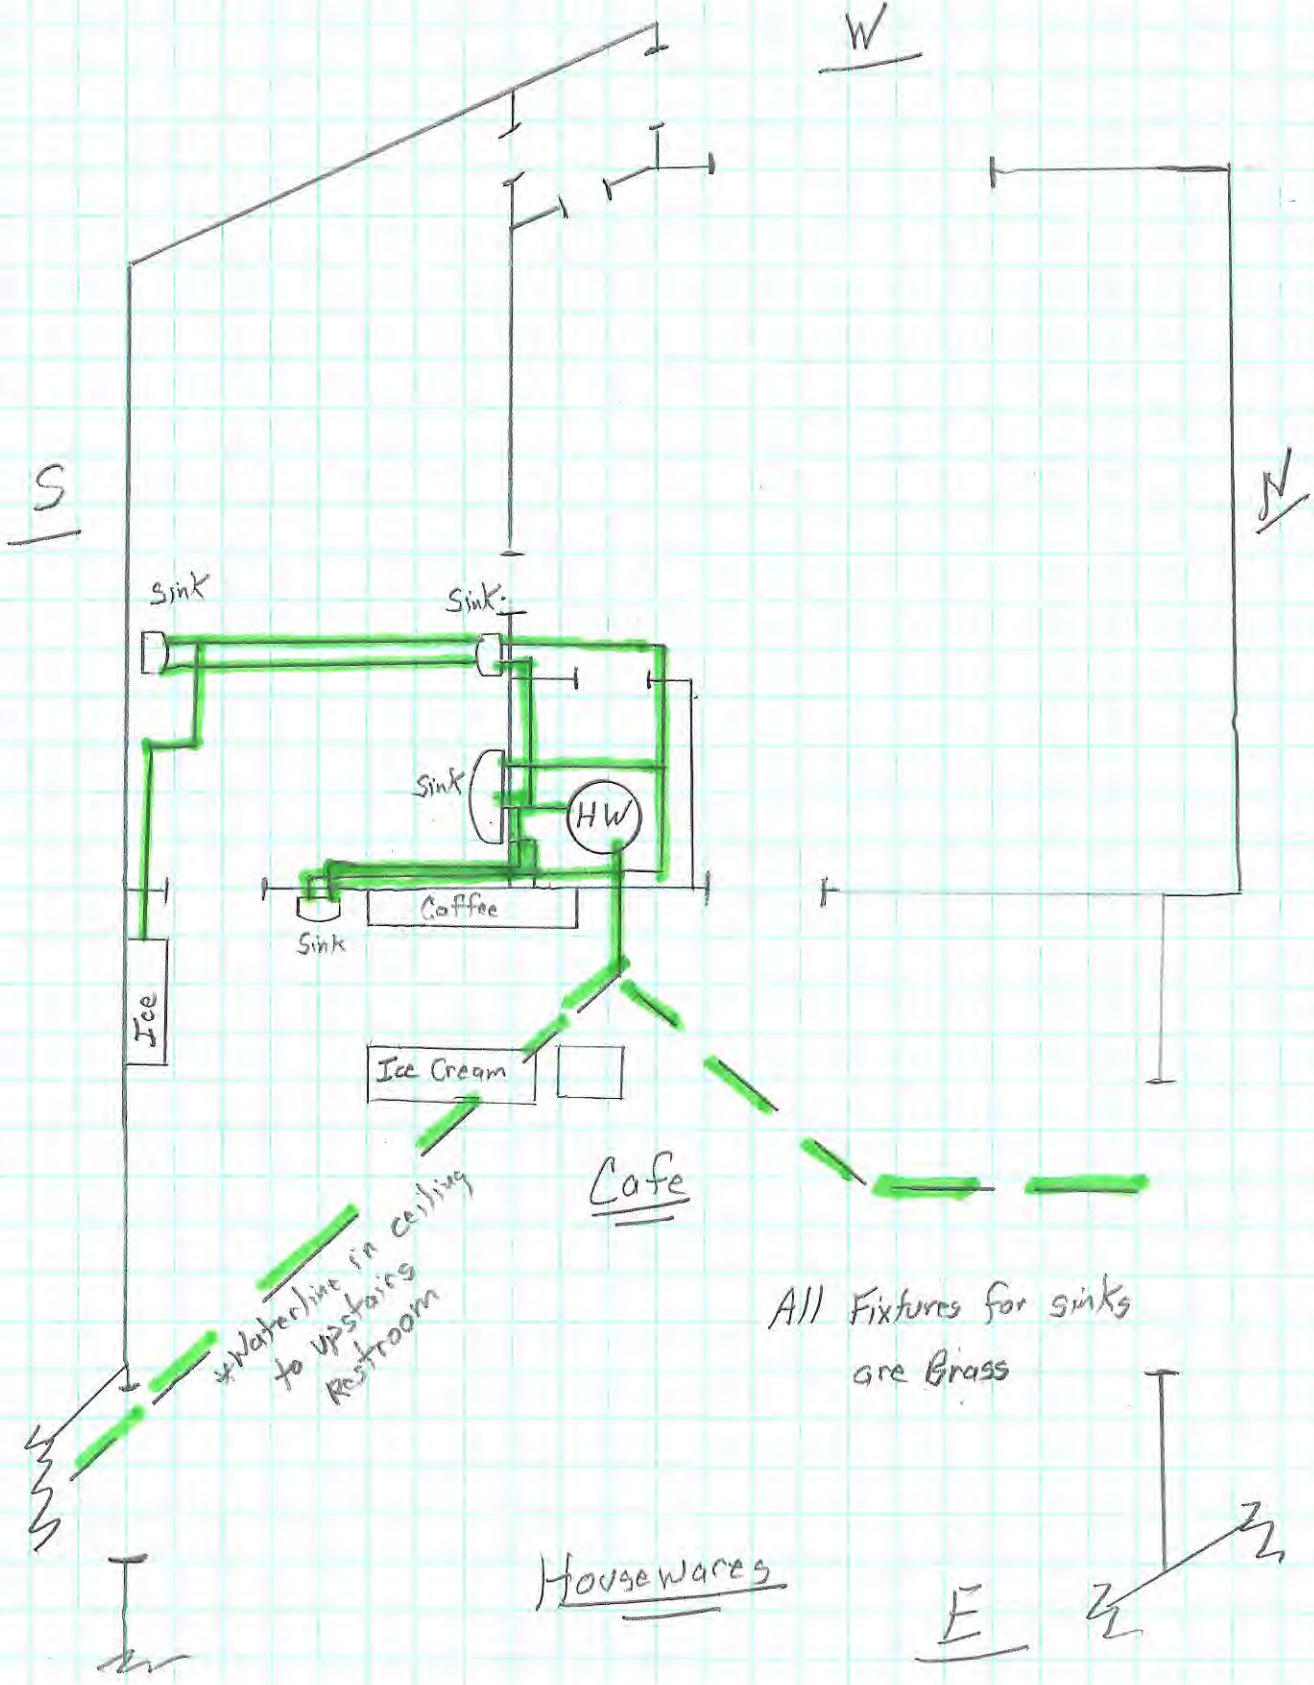 W
S
N
Sink
Sink
Sink
HW
Coffee
Sink
Ice
Ice Cream
Cafe
*Waterline in ceiling
to upstairs
Restroom
All Fixtures for sinks
are Brass
Housewares
E